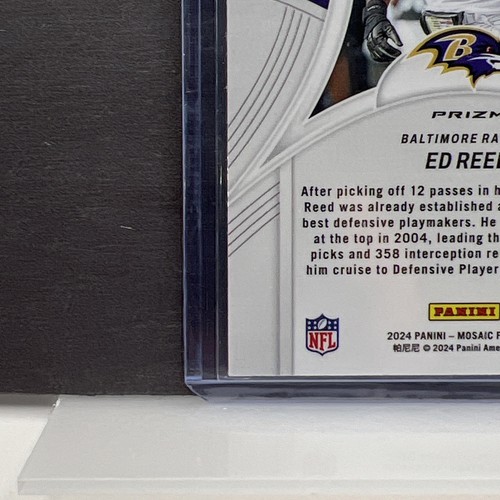 B
PRIZM
BALTIMORE RA
ED REE
After picking off 12 passes in h
Reed was already established a
best defensive playmakers. He
at the top in 2004, leading th
picks and 358 interception re
him cruise to Defensive Player
PANINI
NFL
2024 PANINI – MOSAIC F
帕尼尼 © 2024 Panini Ame